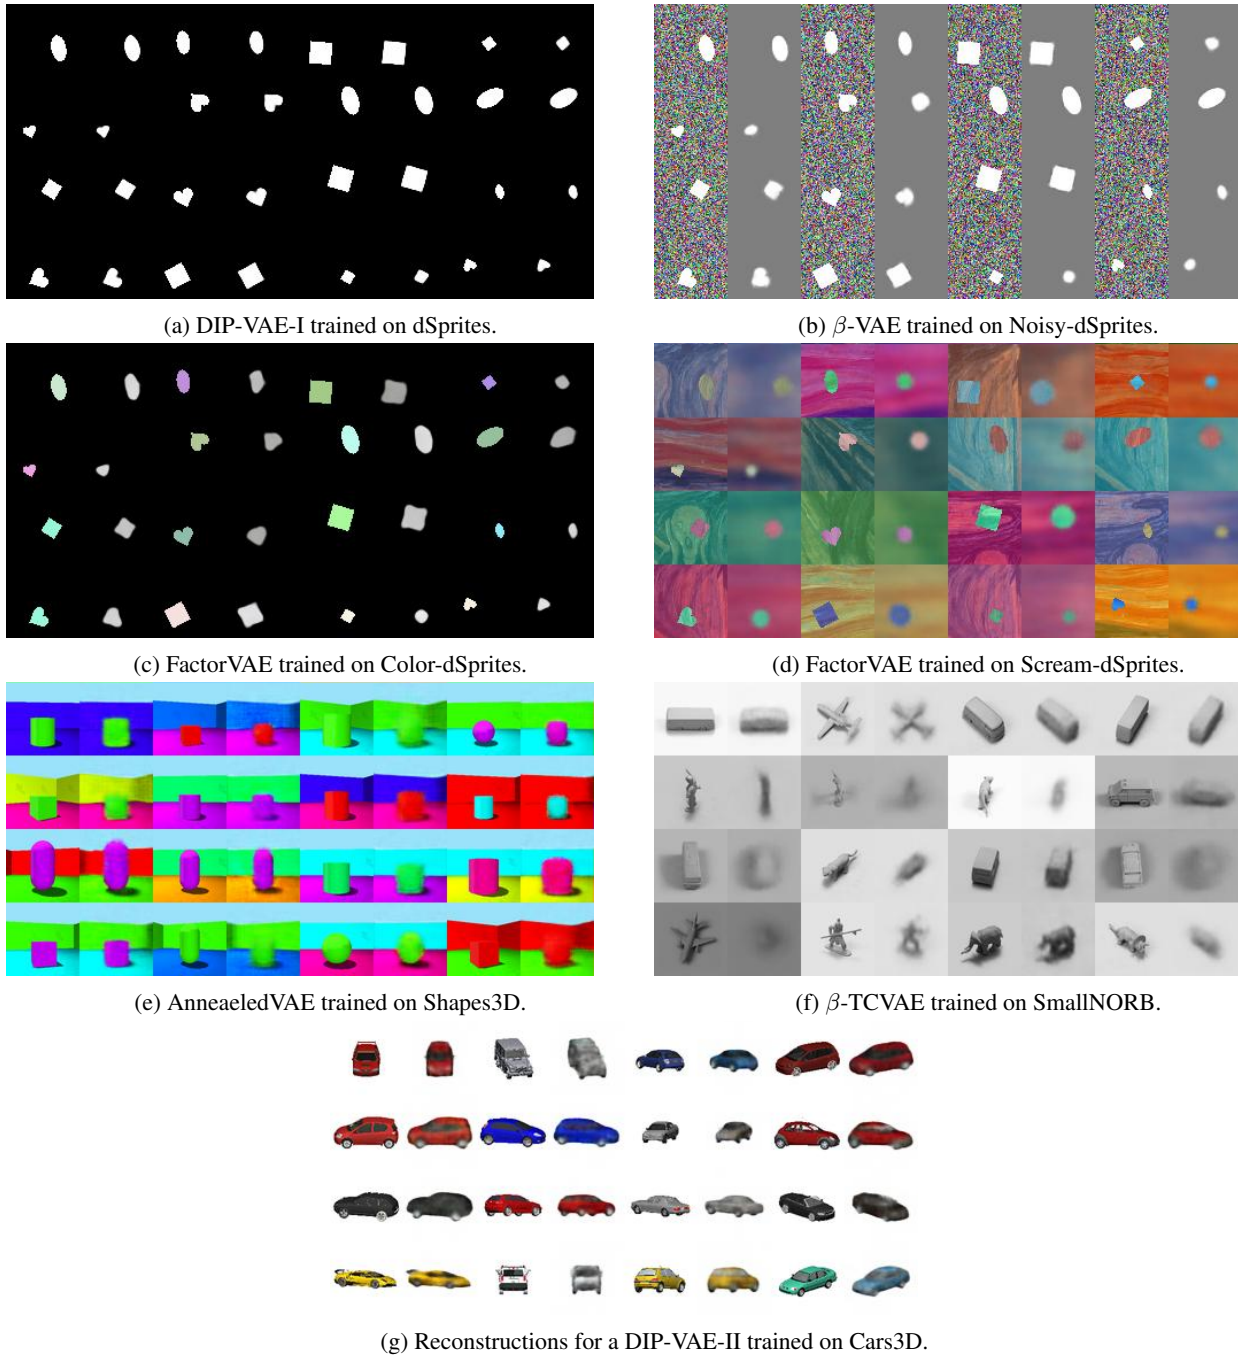 (a) DIP-VAE-I trained on dSprites.
(b) β-VAE trained on Noisy-dSprites.
(c) FactorVAE trained on Color-dSprites.
(d) FactorVAE trained on Scream-dSprites.
(e) AnneaeledVAE trained on Shapes3D.
(f) β-TCVAE trained on SmallNORB.
(g) Reconstructions for a DIP-VAE-II trained on Cars3D.